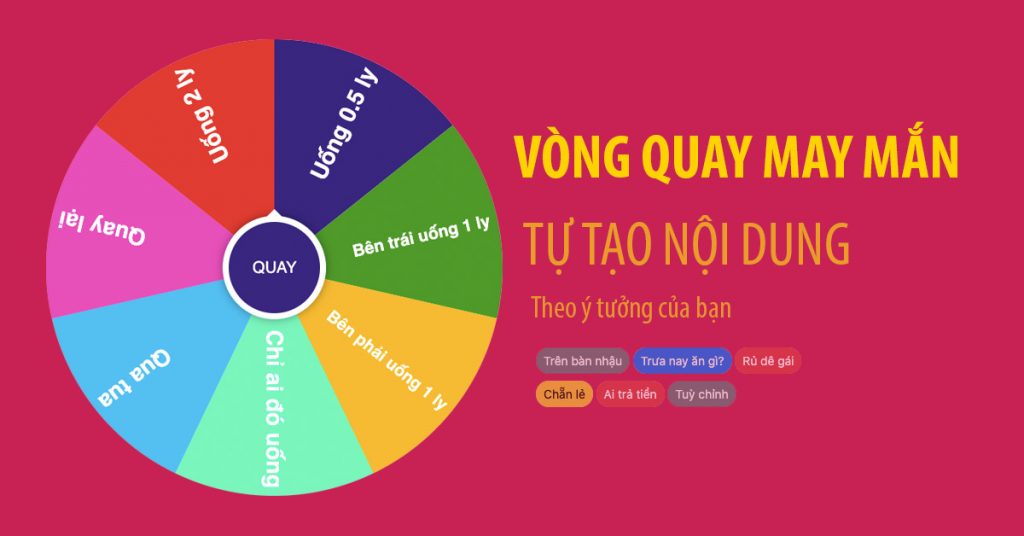 Uống 2 ly
Uống 0.5 ly
Bên trái uống 1 ly
Bên phải uống 1 ly
Chỉ ai đó uống
Qua tua
Quay lại
QUAY
VÒNG QUAY MAY MẮN
TỰ TẠO NỘI DUNG
Theo ý tưởng của bạn
Trên bàn nhậu Trưa nay ăn gì? Rủ dê gái
Chẵn lẻ Ai trả tiền Tuỳ chỉnh